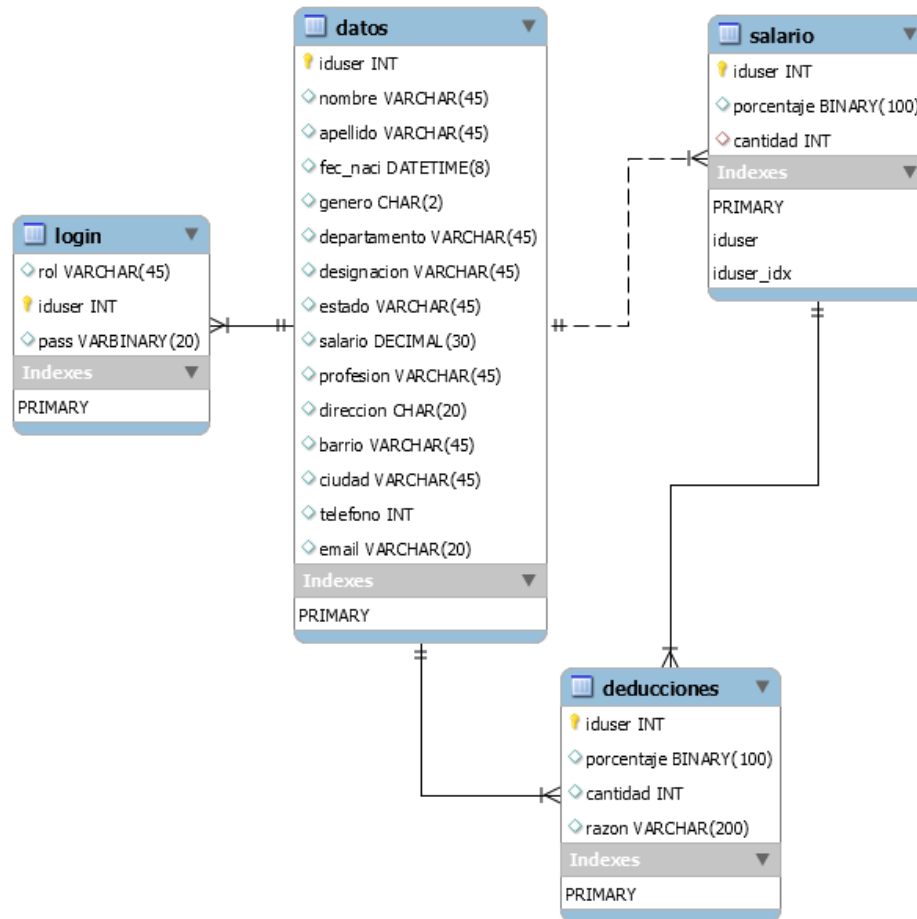 datos
iduser INT
nombre VARCHAR(45)
apellido VARCHAR(45)
fec_naci DATETIME(8)
genero CHAR(2)
departamento VARCHAR(45)
designacion VARCHAR(45)
estado VARCHAR(45)
salario DECIMAL(30)
profesion VARCHAR(45)
direccion CHAR(20)
barrio VARCHAR(45)
ciudad VARCHAR(45)
telefono INT
email VARCHAR(20)
Indexes
PRIMARY
salario
iduser INT
porcentaje BINARY(100)
cantidad INT
Indexes
PRIMARY
iduser
iduser_idx
login
rol VARCHAR(45)
iduser INT
pass VARBINARY(20)
Indexes
PRIMARY
deducciones
iduser INT
porcentaje BINARY(100)
cantidad INT
razon VARCHAR(200)
Indexes
PRIMARY